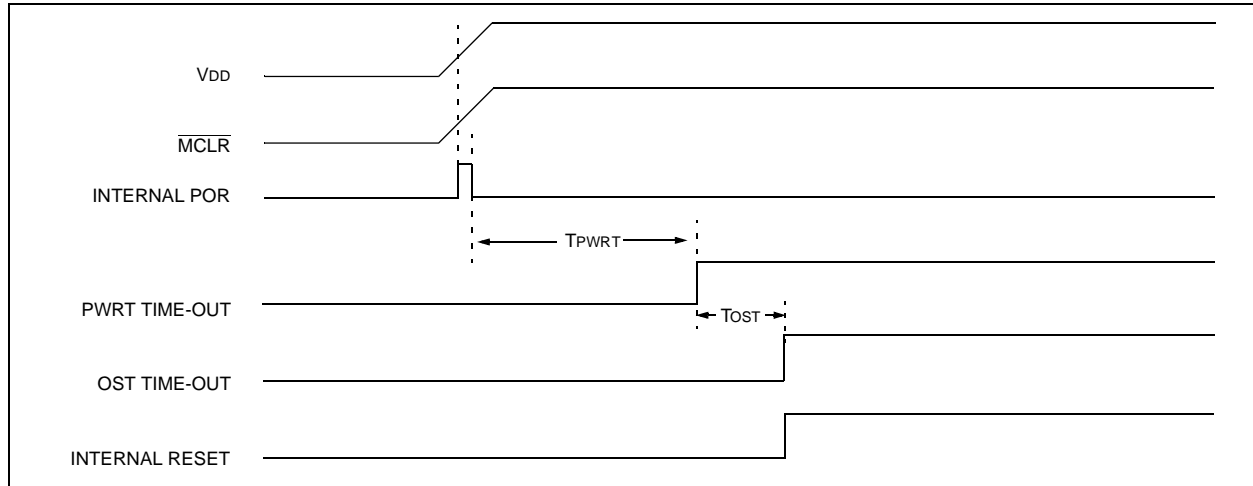 VDD
MCLR
INTERNAL POR
TPWRT
PWRT TIME-OUT
TOST
OST TIME-OUT
INTERNAL RESET